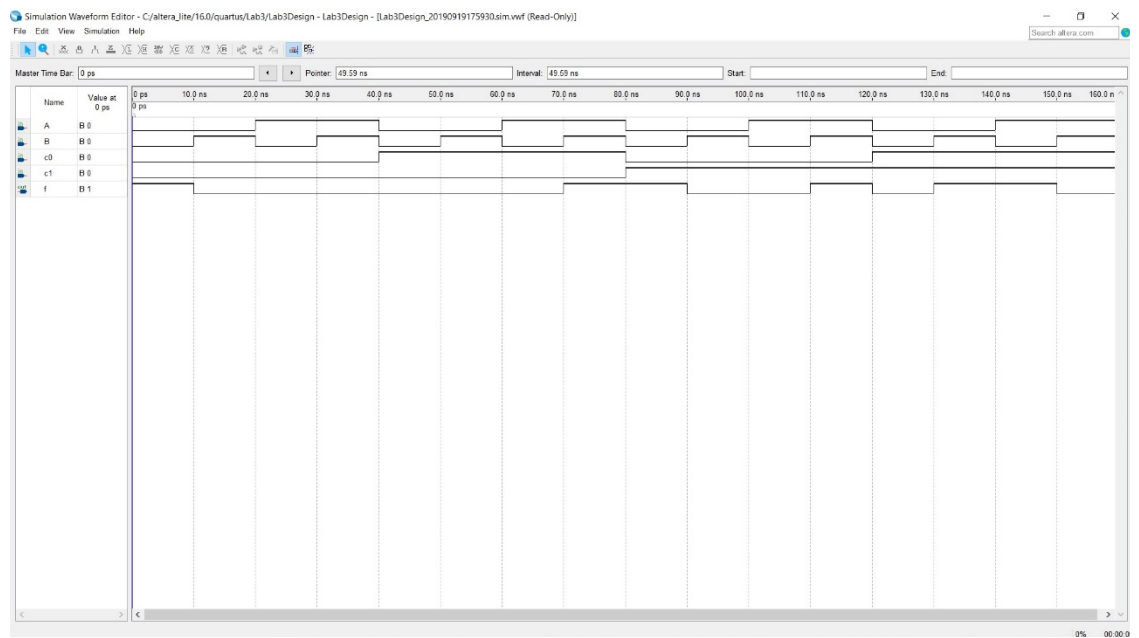 Simulation Waveform Editor - C:/altera_lite/16.0/quartus/Lab3/Lab3Design - Lab3Design - [Lab3Design_20190919175930.sim.vwf (Read-Only)]
File Edit View Simulation Help
Search altera.com
Master Time Bar: 0 ps
Pointer: 49.59 ns
Interval: 49.59 ns
Start:
End:
Name
Value at
0 ps
0 ps 10.0 ns 20.0 ns 30.0 ns 40.0 ns 50.0 ns 60.0 ns 70.0 ns 80.0 ns 90.0 ns 100.0 ns 110.0 ns 120.0 ns 130.0 ns 140.0 ns 150.0 ns 160.0 n
0 ps
A B 0
B B 0
c0 B 0
c1 B 0
f B 1
0% 00:00:0